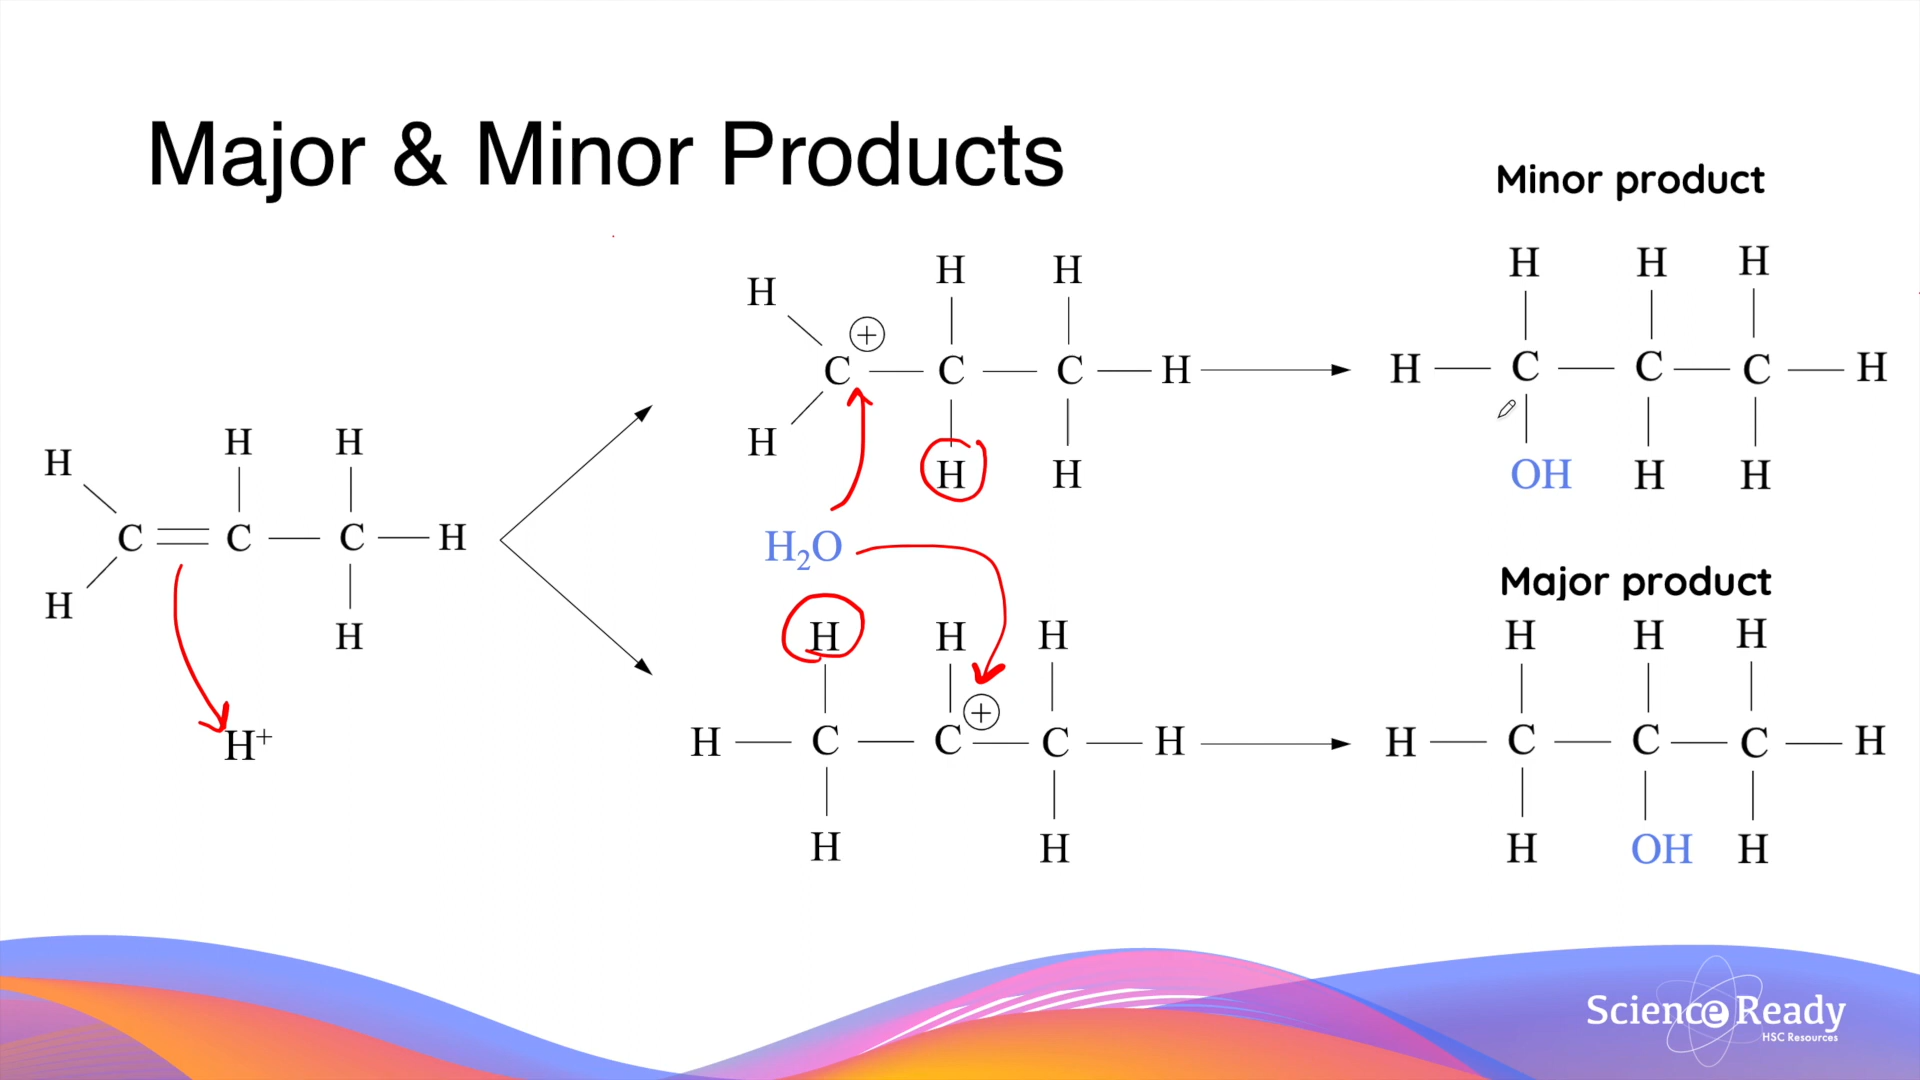 Major & Minor Products
Minor product
H H H
H C⊕ C C H
H H H
H H H
H C C C H
OH H H
H H H
C C C H
H H
H₂O
H⁺
H H H
H C C⊕ C H
H H
Major product
H H H
H C C C H
H OH H
Science Ready
HSC Resources